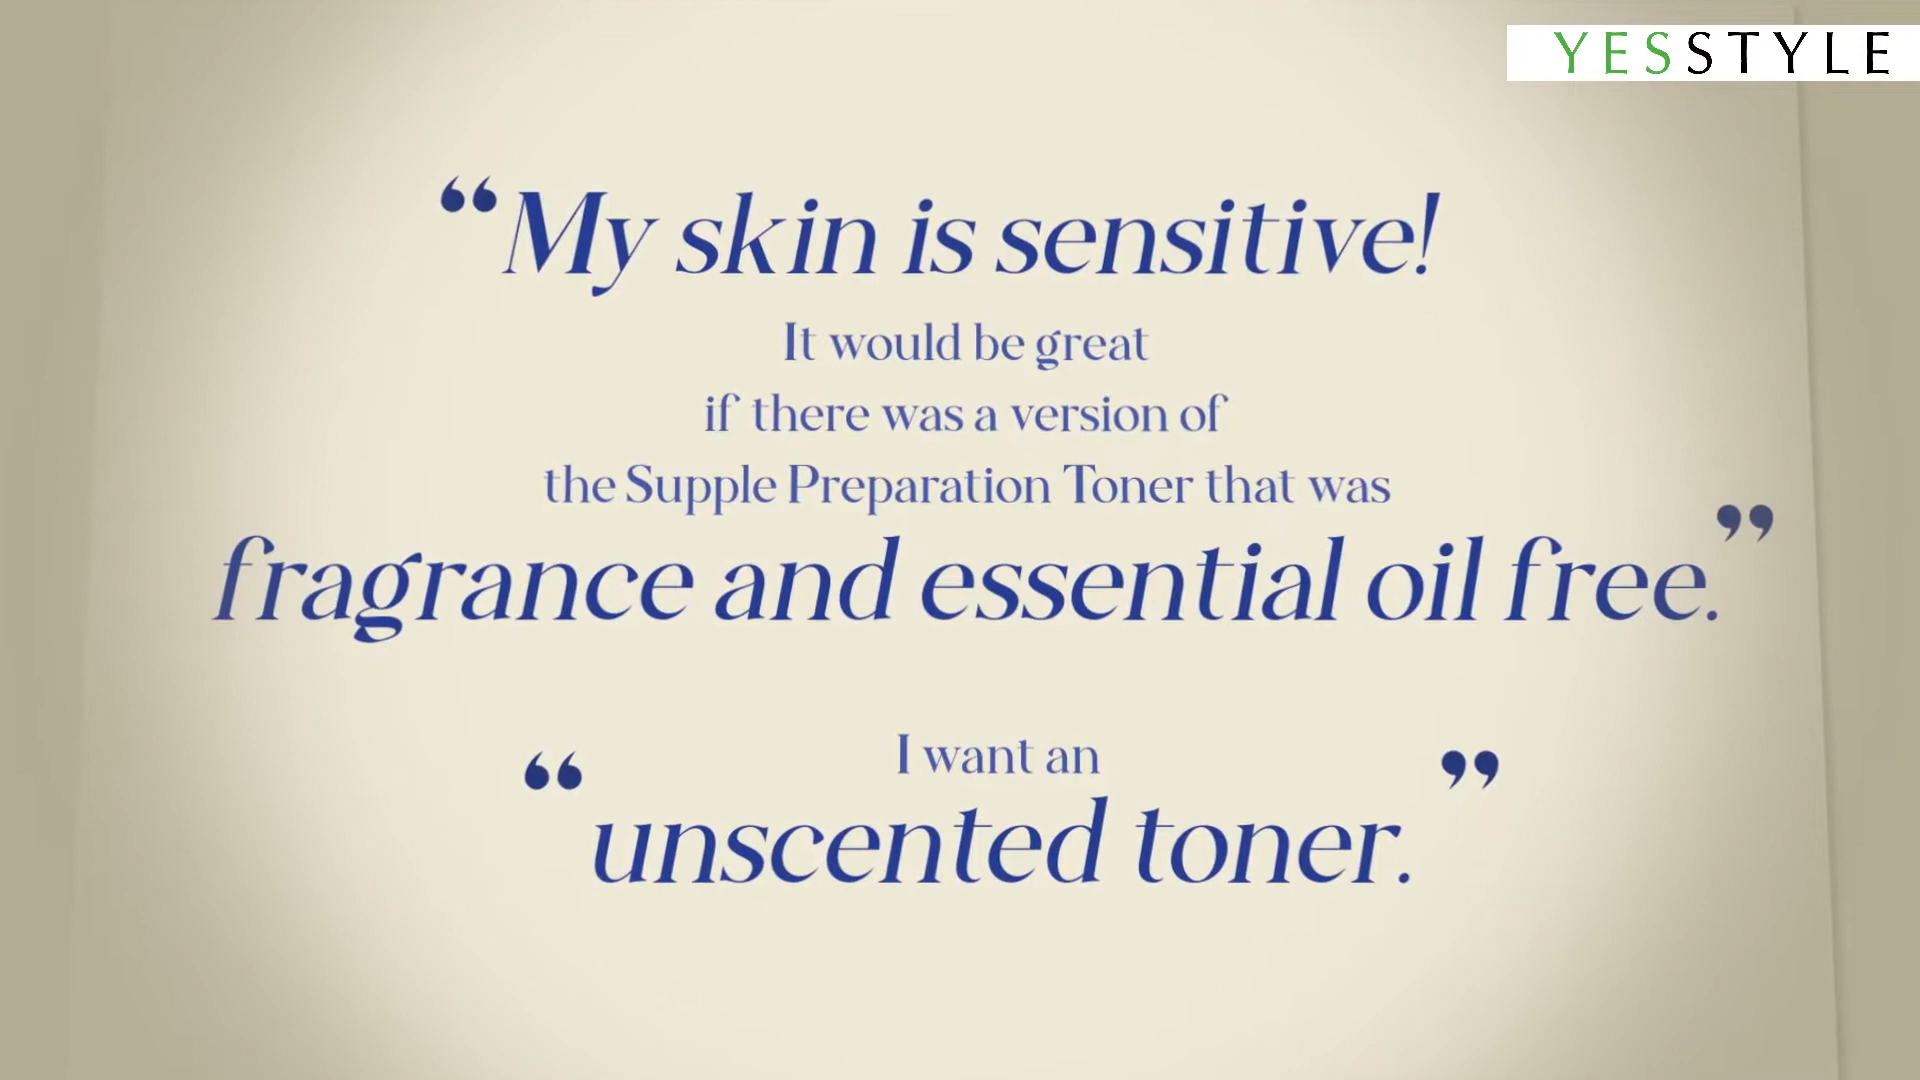 YESSTYLE
“My skin is sensitive!
It would be great
if there was a version of
the Supple Preparation Toner that was
fragrance and essential oil free.”
I want an
“unscented toner.”